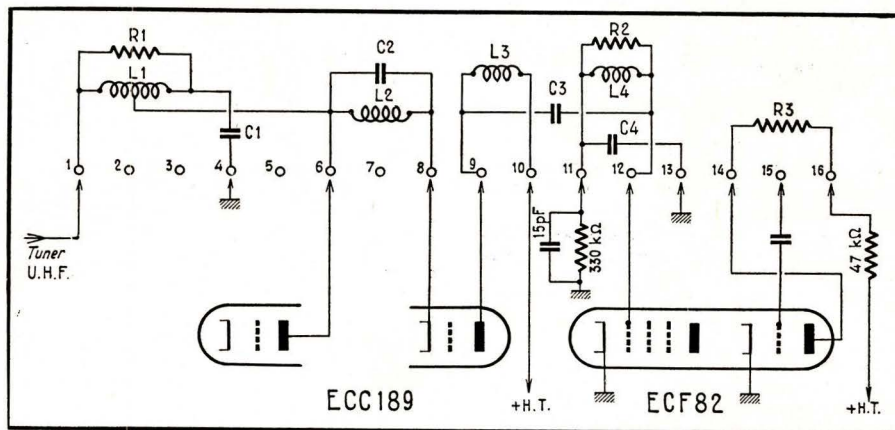 R1
L1
C1
C2
L2
L3
C3
R2
L4
C4
R3
1 2 3 4 5 6 7 8 9 10 11 12 13 14 15 16
Tuner
U.H.F.
15pF
330 kΩ
47 kΩ
ECC189
+H.T.
ECF82
+H.T.